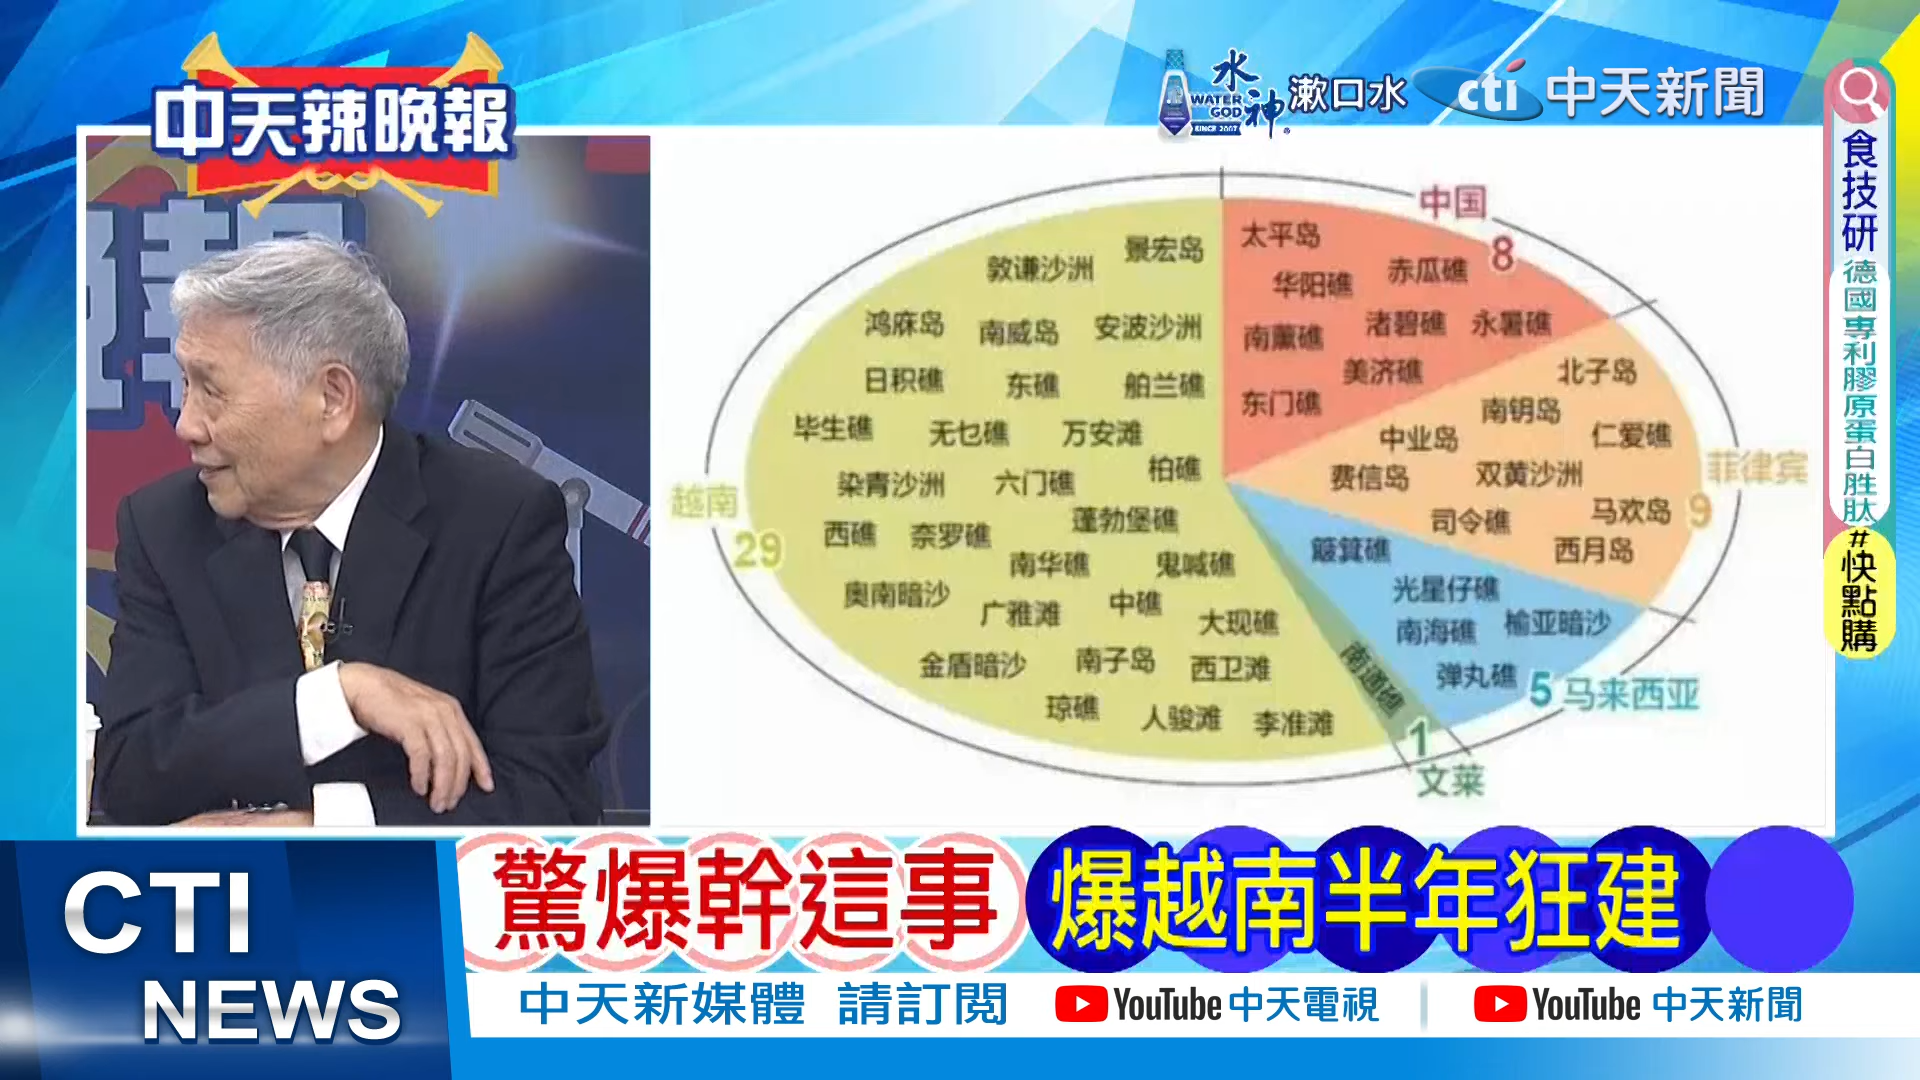 中天辣晚報
水神
WATER GOD
SINCE 2007
漱口水
cti 中天新聞
食技研
德國專利膠原蛋白胜肽
#快點購
中国
8
太平岛
华阳礁
赤瓜礁
南薰礁
渚碧礁
永暑礁
美济礁
东门礁
菲律宾
9
北子岛
南钥岛
中业岛
仁爱礁
费信岛
双黄沙洲
司令礁
马欢岛
西月岛
5 马来西亚
簸箕礁
光星仔礁
南海礁
榆亚暗沙
弹丸礁
1
文莱
南通礁
越南
29
景宏岛
敦谦沙洲
鸿庥岛
南威岛
安波沙洲
日积礁
东礁
舶兰礁
毕生礁
无乜礁
万安滩
柏礁
染青沙洲
六门礁
西礁
奈罗礁
蓬勃堡礁
南华礁
鬼喊礁
奥南暗沙
广雅滩
中礁
大现礁
金盾暗沙
南子岛
西卫滩
琼礁
人骏滩
李准滩
驚爆幹這事 爆越南半年狂建
CTI
NEWS
中天新媒體 請訂閱 YouTube 中天電視 YouTube 中天新聞